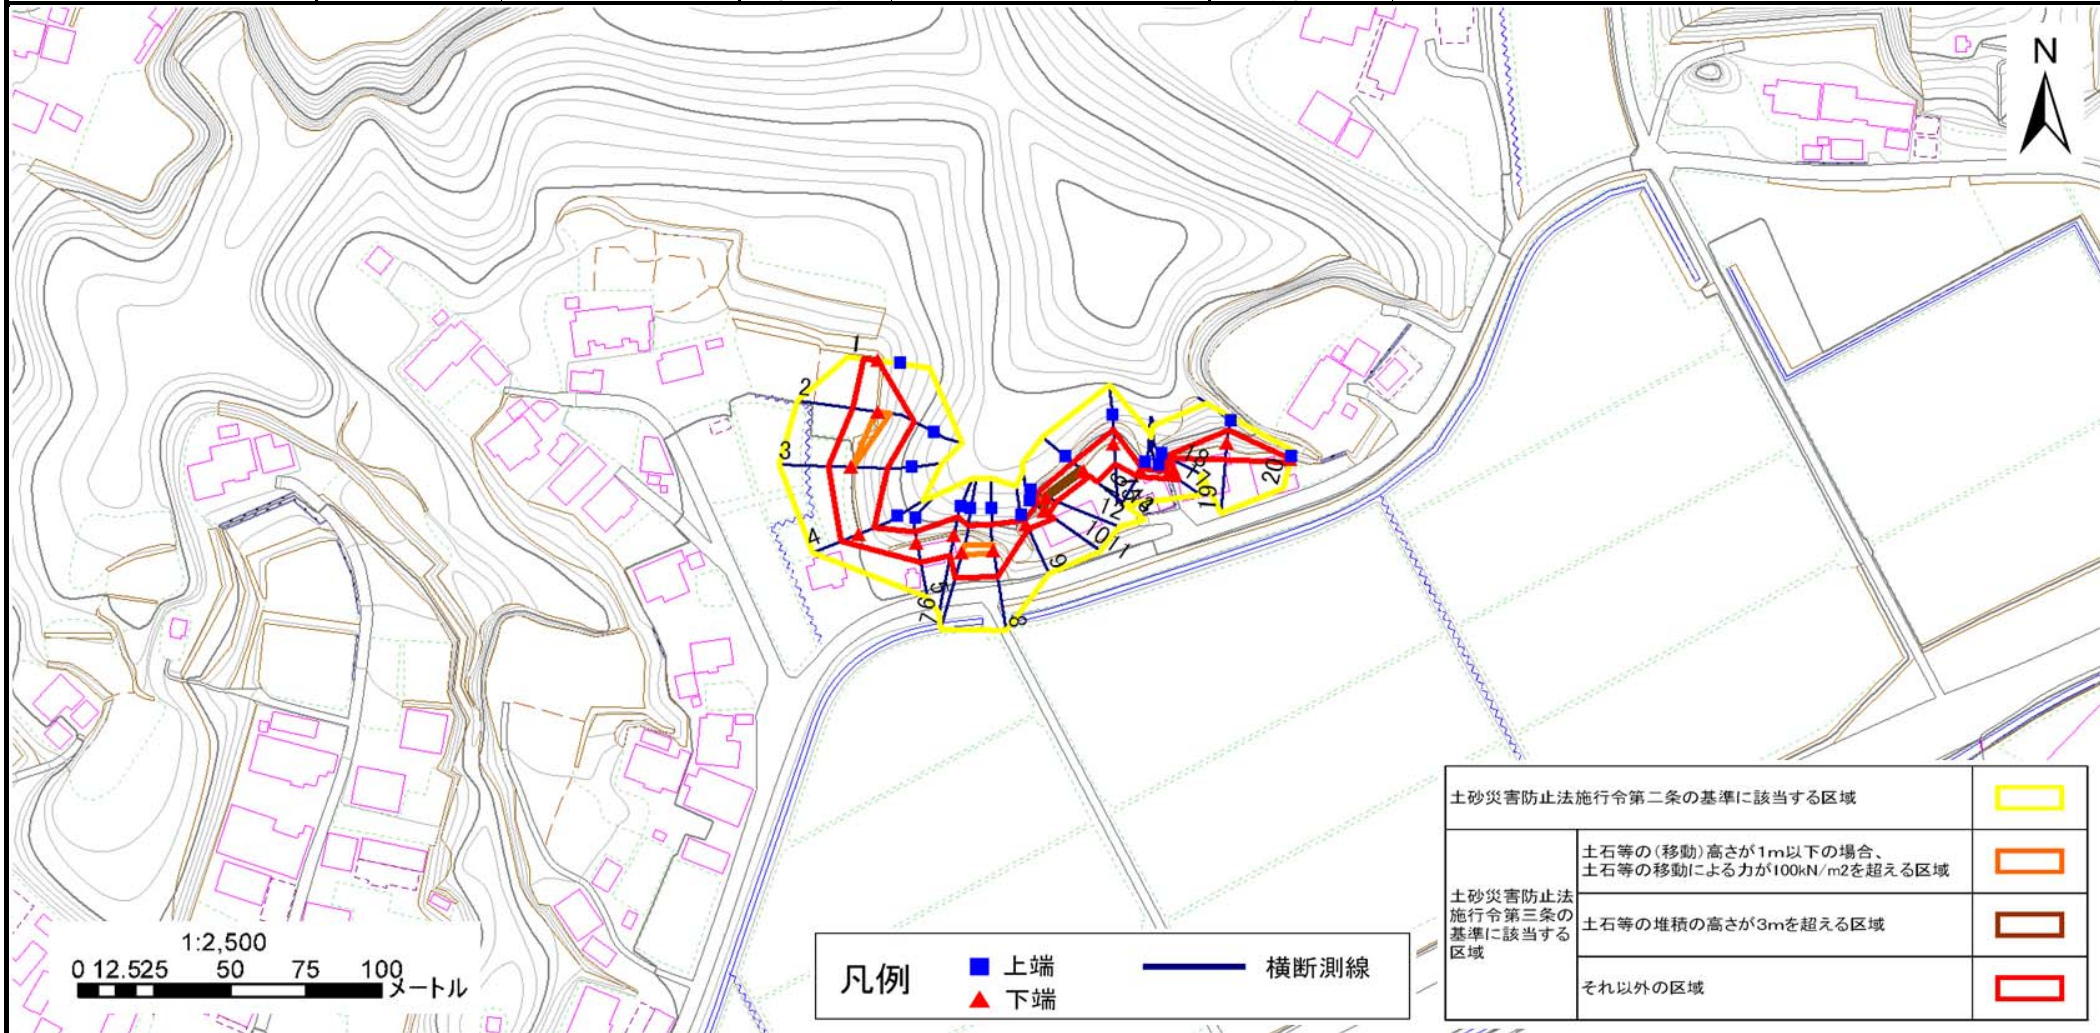 N
1
2
3
4
5
6
7
8
9
10
11
12
16
19
20
1:2,500
0 12.525 50 75 100
メートル
凡例
上端
下端
横断測線
土砂災害防止法施行令第二条の基準に該当する区域
土砂災害防止法
施行令第三条の
基準に該当する
区域
土石等の(移動)高さが1m以下の場合、
土石等の移動による力が100kN/m2を超える区域
土石等の堆積の高さが3mを超える区域
それ以外の区域